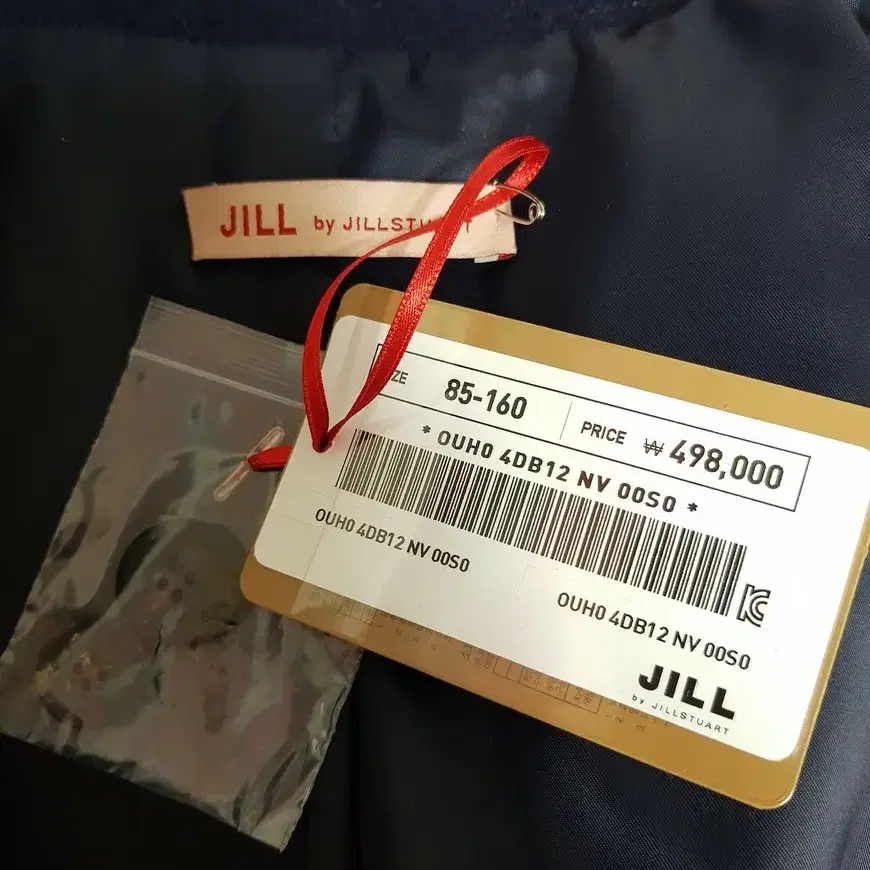 JILL by JILLSTUART
ZE 85-160 PRICE ₩ 498,000
* OUH0 4DB12 NV 00S0 *
OUH0 4DB12 NV 00S0
OUH0 4DB12 NV 00S0
JILL
by JILLSTUART